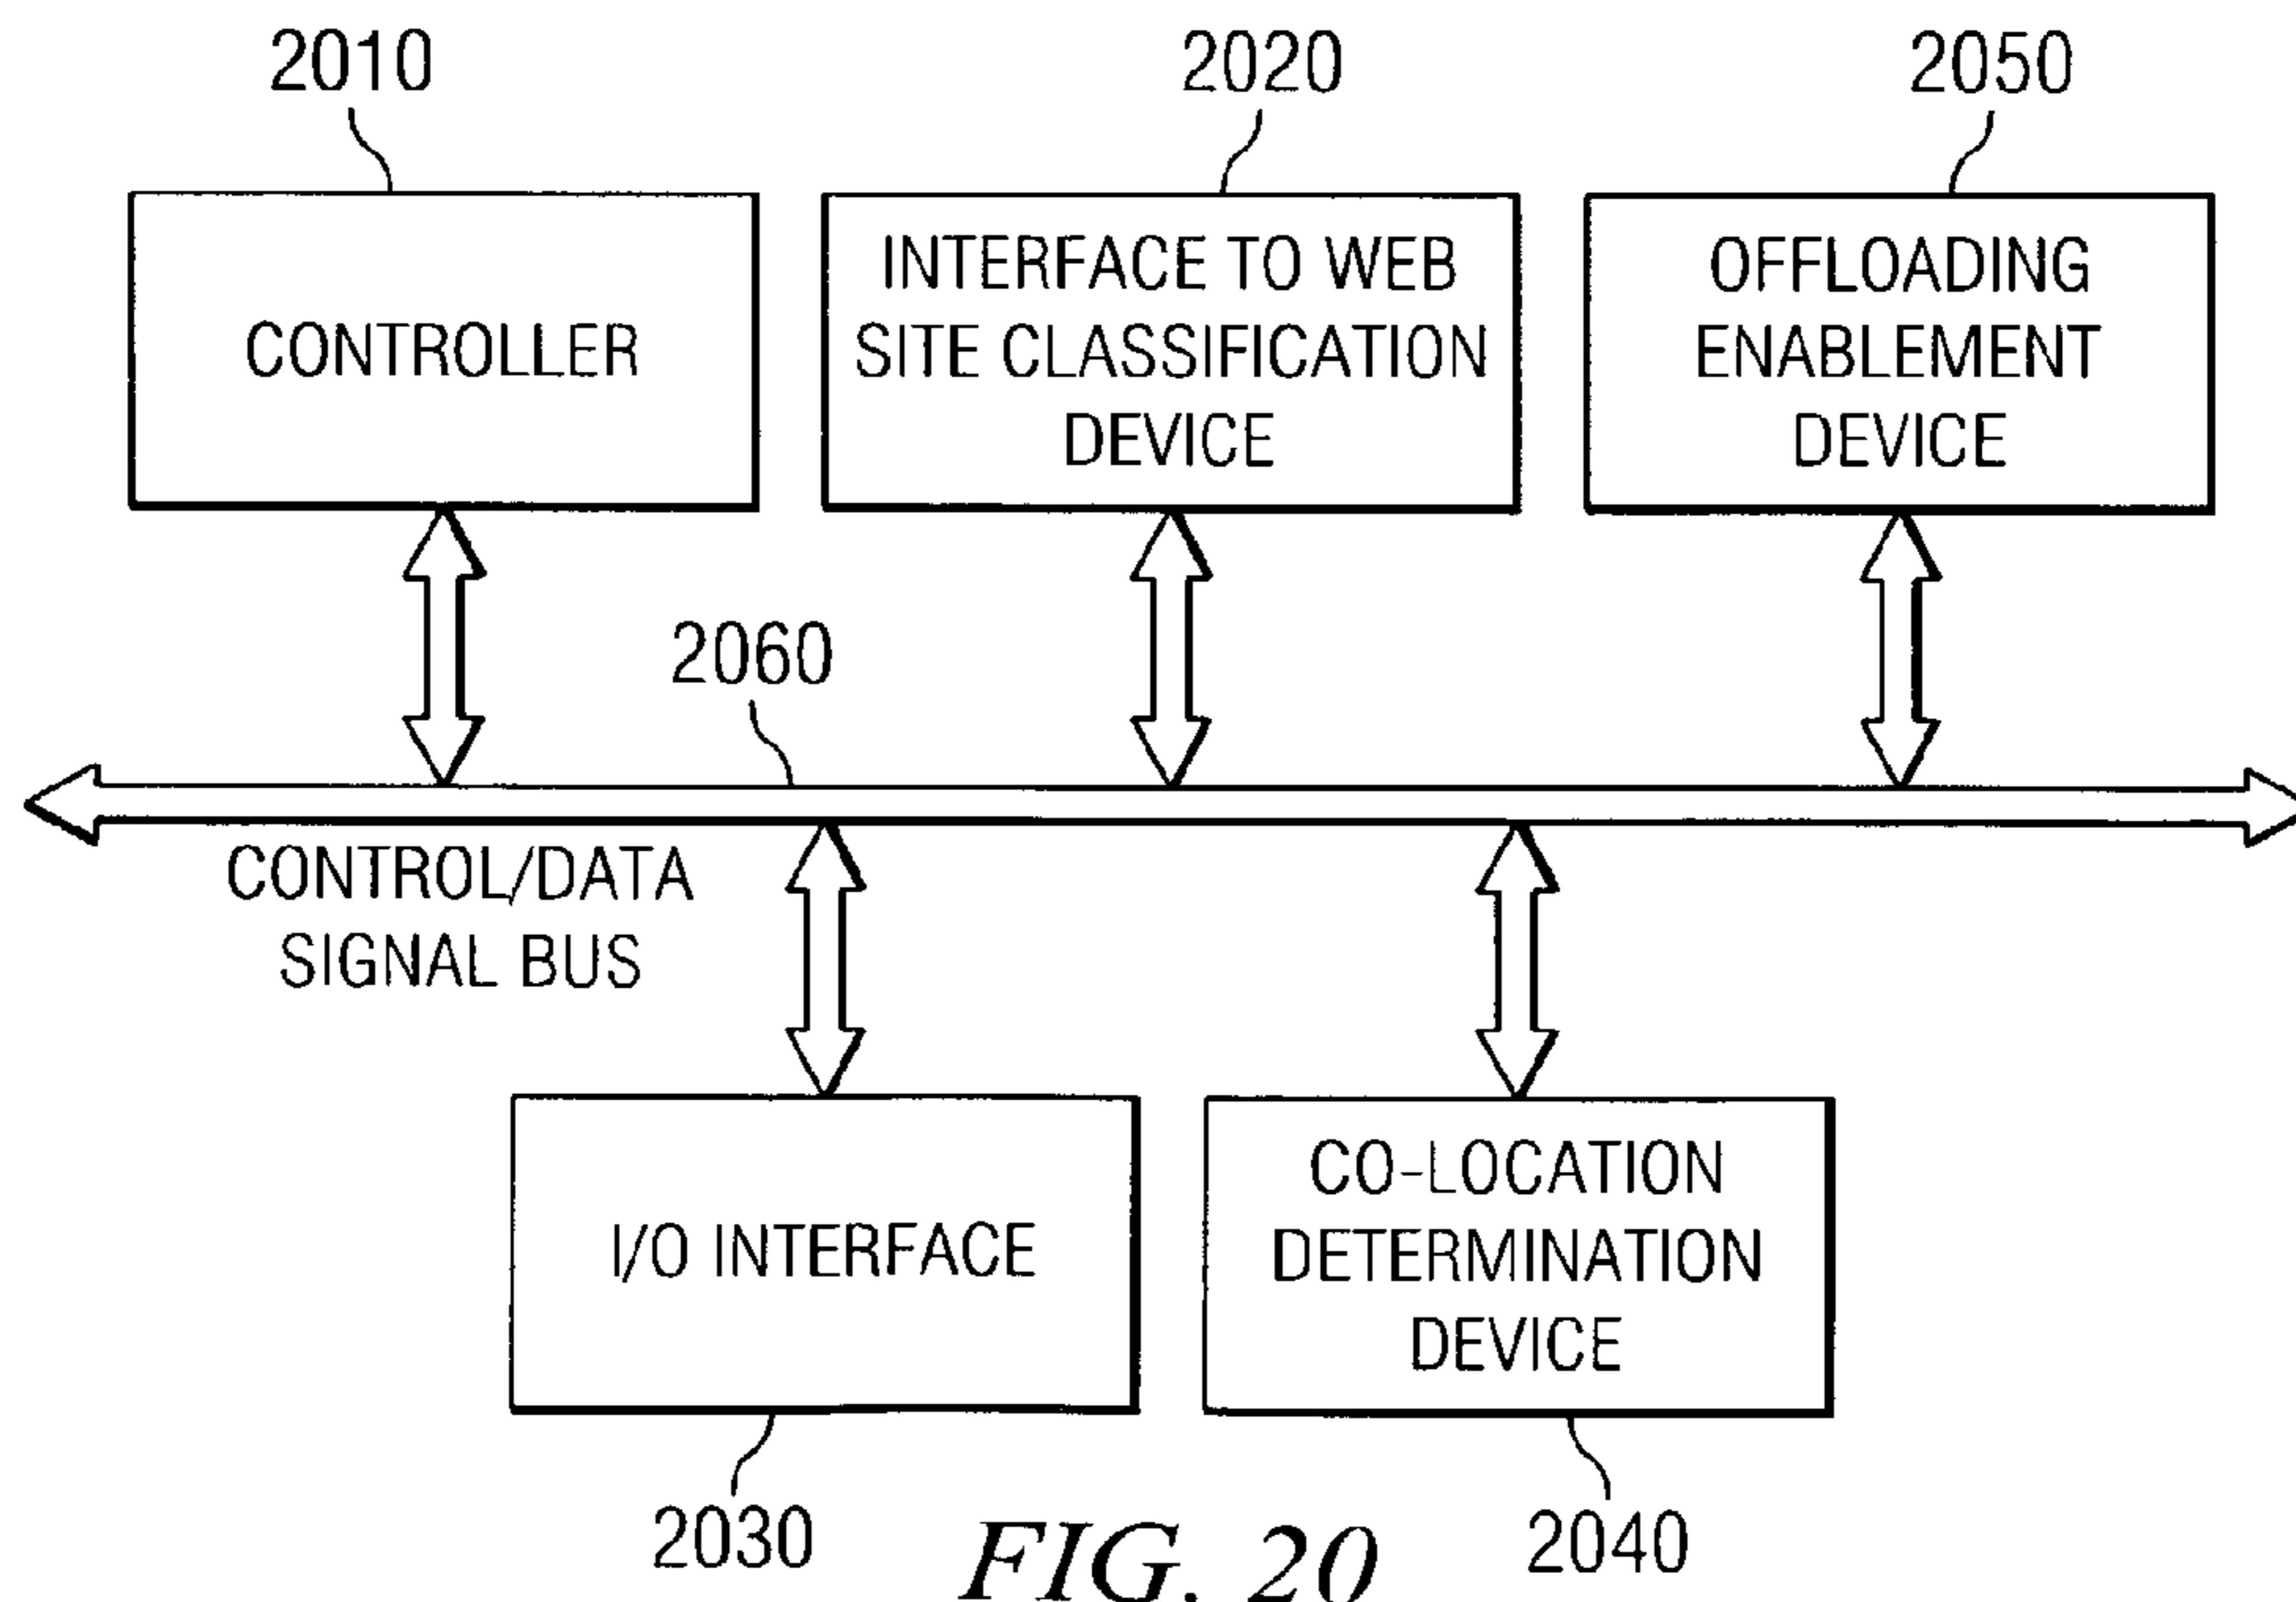 2010
2020
2050
CONTROLLER
INTERFACE TO WEB
SITE CLASSIFICATION
DEVICE
OFFLOADING
ENABLEMENT
DEVICE
2060
CONTROL/DATA
SIGNAL BUS
I/O INTERFACE
CO-LOCATION
DETERMINATION
DEVICE
2030
2040
FIG. 20